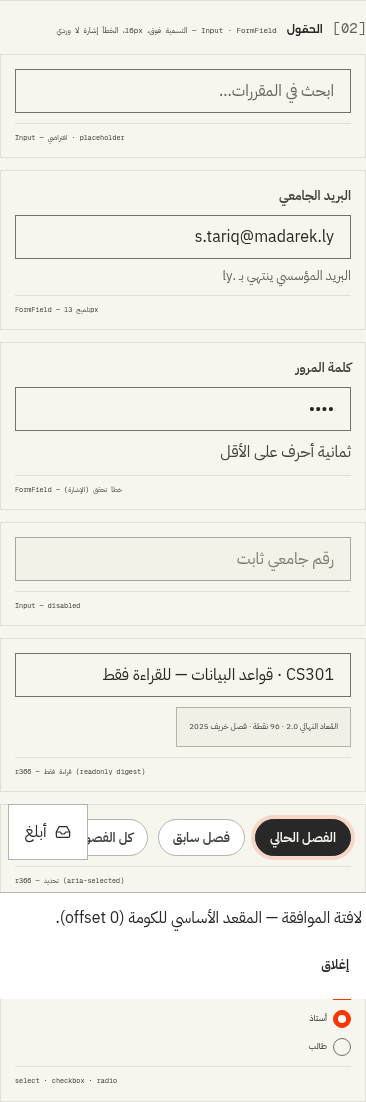 [02] الحقول Input · FormField — التسمية فوق، 16px، الخطأ إشارة لا وردي
ابحث في المقررات...
Input — افتراضي · placeholder
البريد الجامعي
s.tariq@madarek.ly
البريد المؤسسي ينتهي بـ .ly
FormField — تلميح 13px
كلمة المرور
••••
ثمانية أحرف على الأقل
FormField — خطأ تحقق (الإشارة)
رقم جامعي ثابت
Input — disabled
CS301 · قواعد البيانات — للقراءة فقط
المُعاد النهائي 2.0 · 96 نقطة · فصل خريف 2025
r366 — قراءة فقط (readonly digest)
الفصل الحالي
فصل سابق
أبلغ
r366 — تحديد (aria-selected)
لافتة الموافقة — المقعد الأساسي للكومة (offset 0).
إغلاق
أستاذ
طالب
select · checkbox · radio